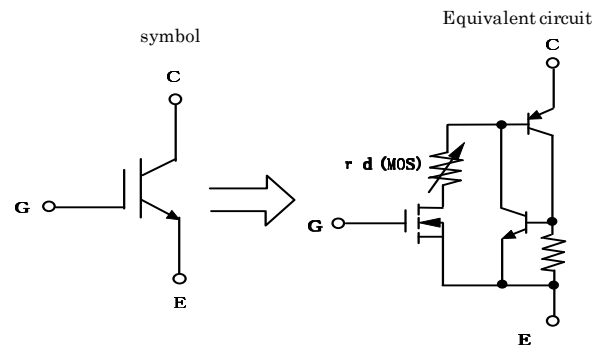 Equivalent circuit
symbol
C
C
r d (MOS)
G
G
E
E